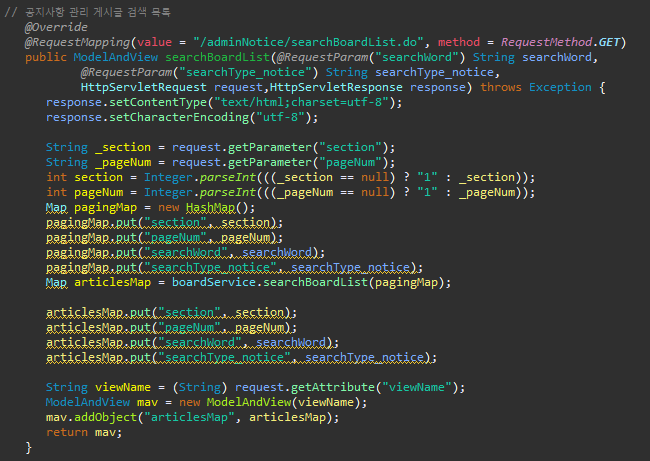 // 공지사항 관리 게시글 검색 목록
@Override
@RequestMapping(value = "/adminNotice/searchBoardList.do", method = RequestMethod.GET)
public ModelAndView searchBoardList(@RequestParam("searchWord") String searchWord,
@RequestParam("searchType_notice") String searchType_notice,
HttpServletRequest request,HttpServletResponse response) throws Exception {
response.setContentType("text/html;charset=utf-8");
response.setCharacterEncoding("utf-8");
String _section = request.getParameter("section");
String _pageNum = request.getParameter("pageNum");
int section = Integer.parseInt(((_section == null) ? "1" : _section));
int pageNum = Integer.parseInt(((_pageNum == null) ? "1" : _pageNum));
Map pagingMap = new HashMap();
pagingMap.put("section", section);
pagingMap.put("pageNum", pageNum);
pagingMap.put("searchWord", searchWord);
pagingMap.put("searchType_notice", searchType_notice);
Map articlesMap = boardService.searchBoardList(pagingMap);
articlesMap.put("section", section);
articlesMap.put("pageNum", pageNum);
articlesMap.put("searchWord", searchWord);
articlesMap.put("searchType_notice", searchType_notice);
String viewName = (String) request.getAttribute("viewName");
ModelAndView mav = new ModelAndView(viewName);
mav.addObject("articlesMap", articlesMap);
return mav;
}